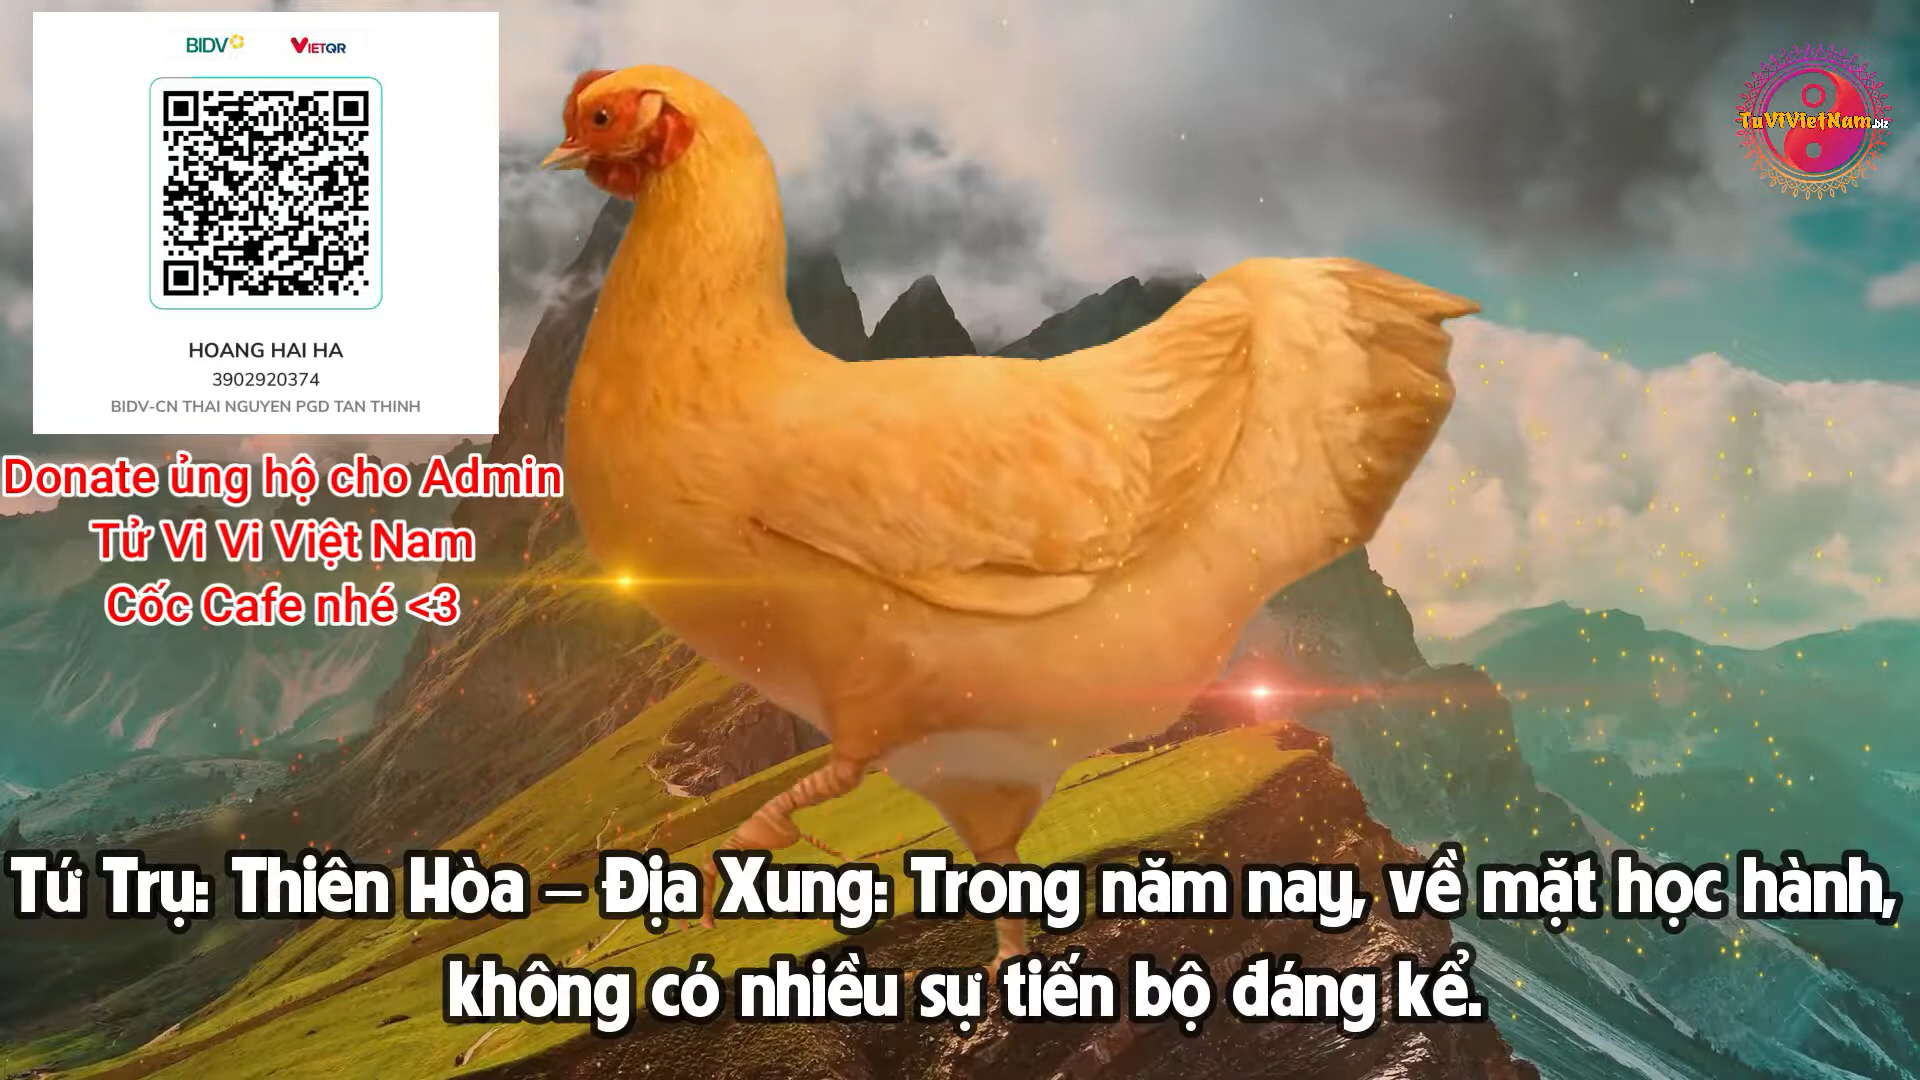 BIDV
VIETQR
HOANG HAI HA
3902920374
BIDV-CN THAI NGUYEN PGD TAN THINH
Donate ủng hộ cho Admin
Tử Vi Vi Việt Nam
Cốc Cafe nhé <3
TuViVietNam.biz
Tứ Trụ: Thiên Hòa – Địa Xung: Trong năm nay, về mặt học hành,
không có nhiều sự tiến bộ đáng kể.